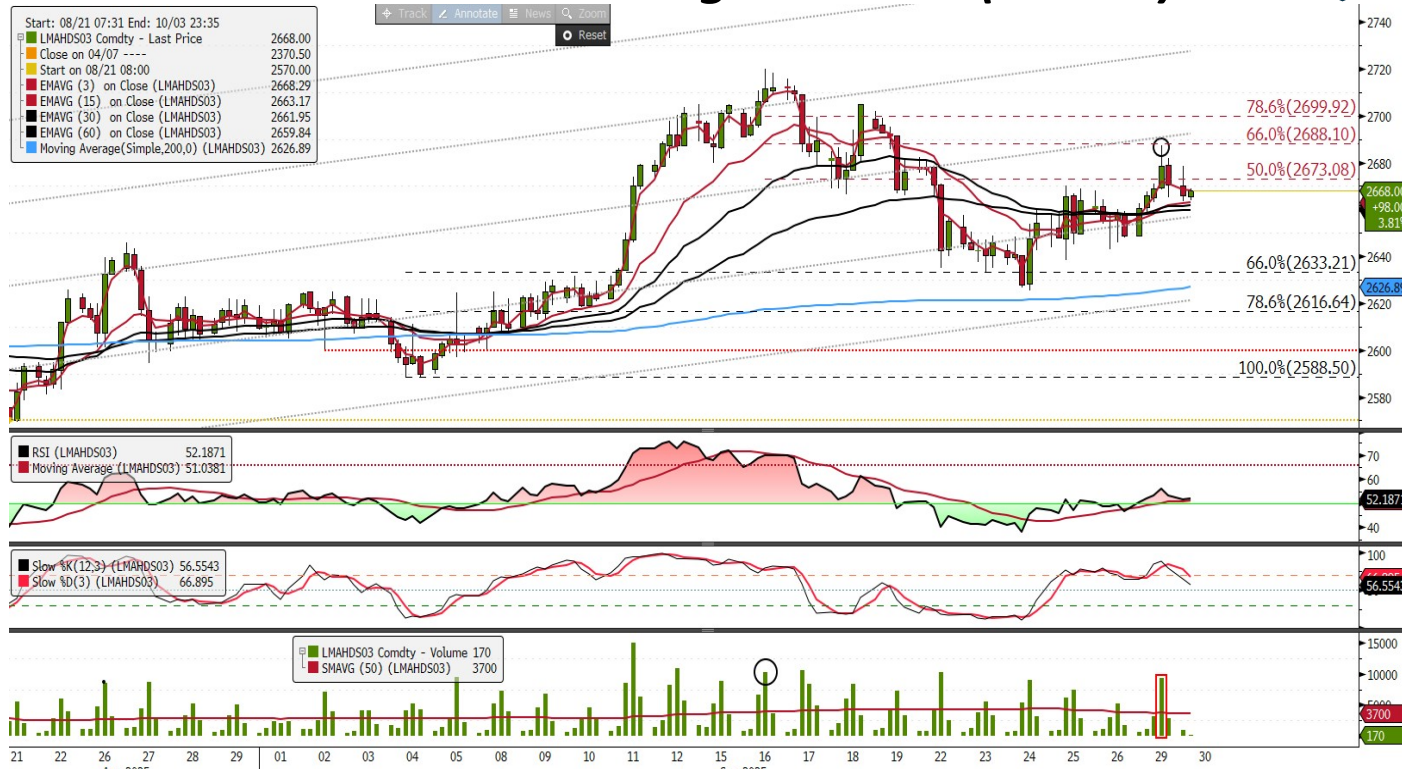 Track Annotate News Zoom
Reset
Start: 08/21 07:31 End: 10/03 23:35
LMAHDS03 Comdty - Last Price 2668.00
Close on 04/07 ---- 2370.50
Start on 08/21 08:00 2570.00
EMAVG (3) on Close (LMAHDS03) 2668.29
EMAVG (15) on Close (LMAHDS03) 2663.17
EMAVG (30) on Close (LMAHDS03) 2661.95
EMAVG (60) on Close (LMAHDS03) 2659.84
Moving Average(Simple,200,0) (LMAHDS03) 2626.89
2740
2720
78.6%(2699.92)
2700
66.0%(2688.10)
2680
50.0%(2673.08)
2668.00
+98.00
3.81%
2640
66.0%(2633.21)
2626.89
2620
78.6%(2616.64)
2600
100.0%(2588.50)
2580
RSI (LMAHDS03) 52.1871
Moving Average (LMAHDS03) 51.0381
70
60
52.1871
40
Slow %K(12,3) (LMAHDS03) 56.5543
Slow %D(3) (LMAHDS03) 66.895
100
56.5543
LMAHDS03 Comdty - Volume 170
SMAVG (50) (LMAHDS03) 3700
15000
10000
3700
170
21 22 26 27 28 29 01 02 03 04 05 08 09 10 11 12 15 16 17 18 19 22 23 24 25 26 29 30